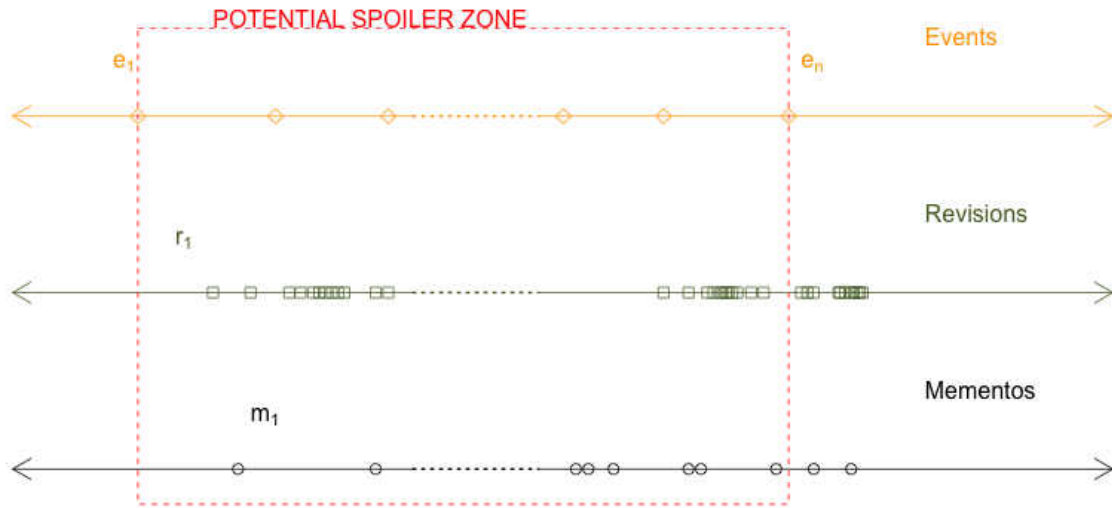 POTENTIAL SPOILER ZONE
Events
e₁
eₙ
Revisions
r₁
Mementos
m₁